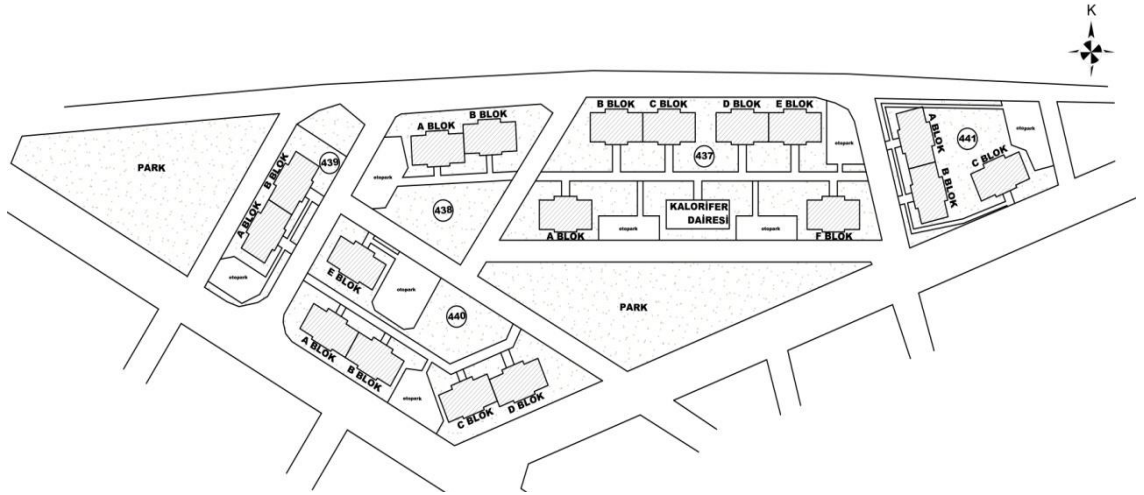 K
PARK
439
B BLOK
A BLOK
otopark
A BLOK
B BLOK
otopark
438
B BLOK
C BLOK
D BLOK
E BLOK
437
otopark
A BLOK
otopark
KALORİFER
DAİRESİ
otopark
F BLOK
A BLOK
B BLOK
441
C BLOK
otopark
E BLOK
otopark
440
A BLOK
B BLOK
otopark
C BLOK
D BLOK
PARK